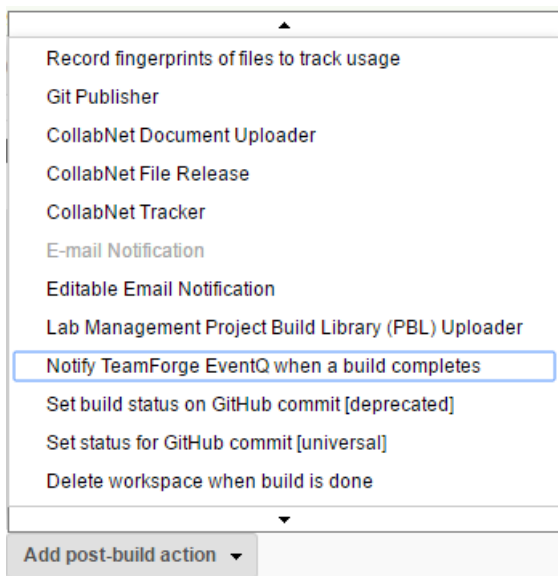 Record fingerprints of files to track usage
Git Publisher
CollabNet Document Uploader
CollabNet File Release
CollabNet Tracker
E-mail Notification
Editable Email Notification
Lab Management Project Build Library (PBL) Uploader
Notify TeamForge EventQ when a build completes
Set build status on GitHub commit [deprecated]
Set status for GitHub commit [universal]
Delete workspace when build is done
Add post-build action